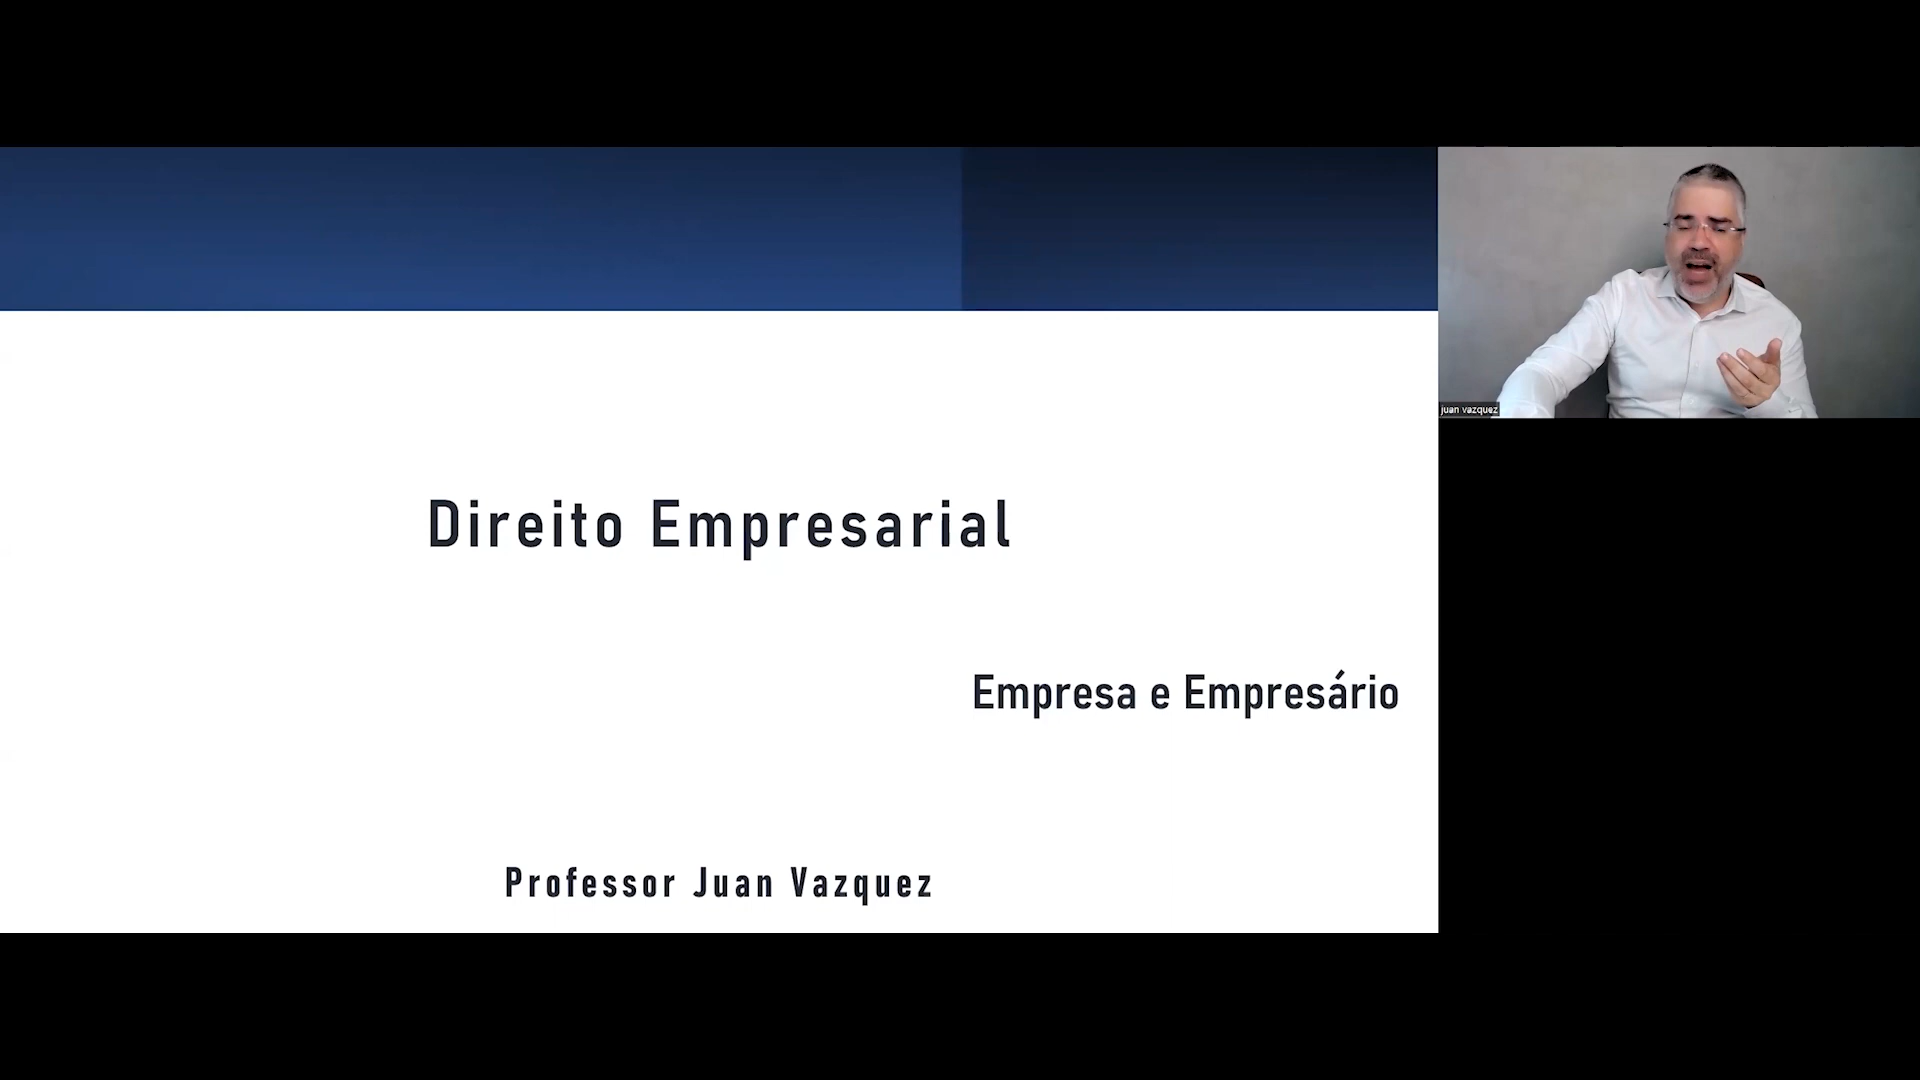 Direito Empresarial
Empresa e Empresário
Professor Juan Vazquez
juan vazquez